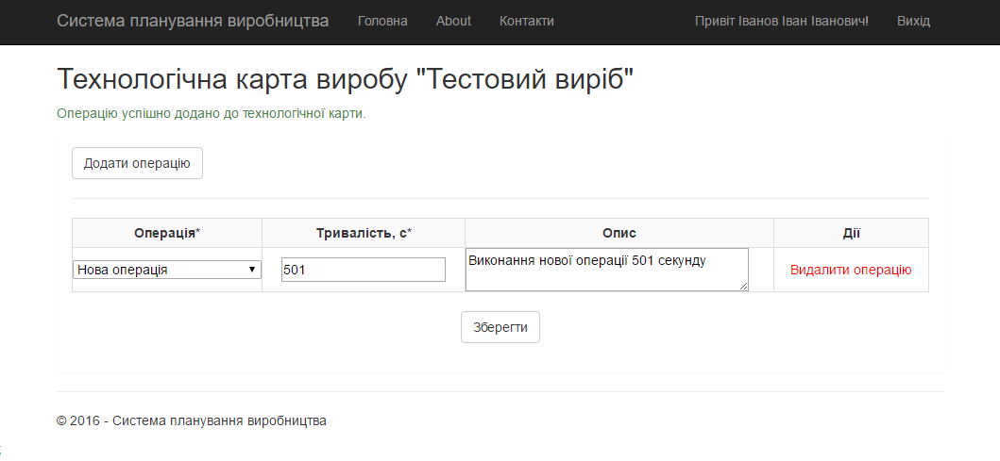 Система планування виробництва Головна About Контакти Привіт Іванов Іван Іванович! Вихід
Технологічна карта виробу "Тестовий виріб"
Операцію успішно додано до технологічної карти.
Додати операцію
Операція* Тривалість, с* Опис Дії
Нова операція 501 Виконання нової операції 501 секунду Видалити операцію
Зберегти
© 2016 - Система планування виробництва
;